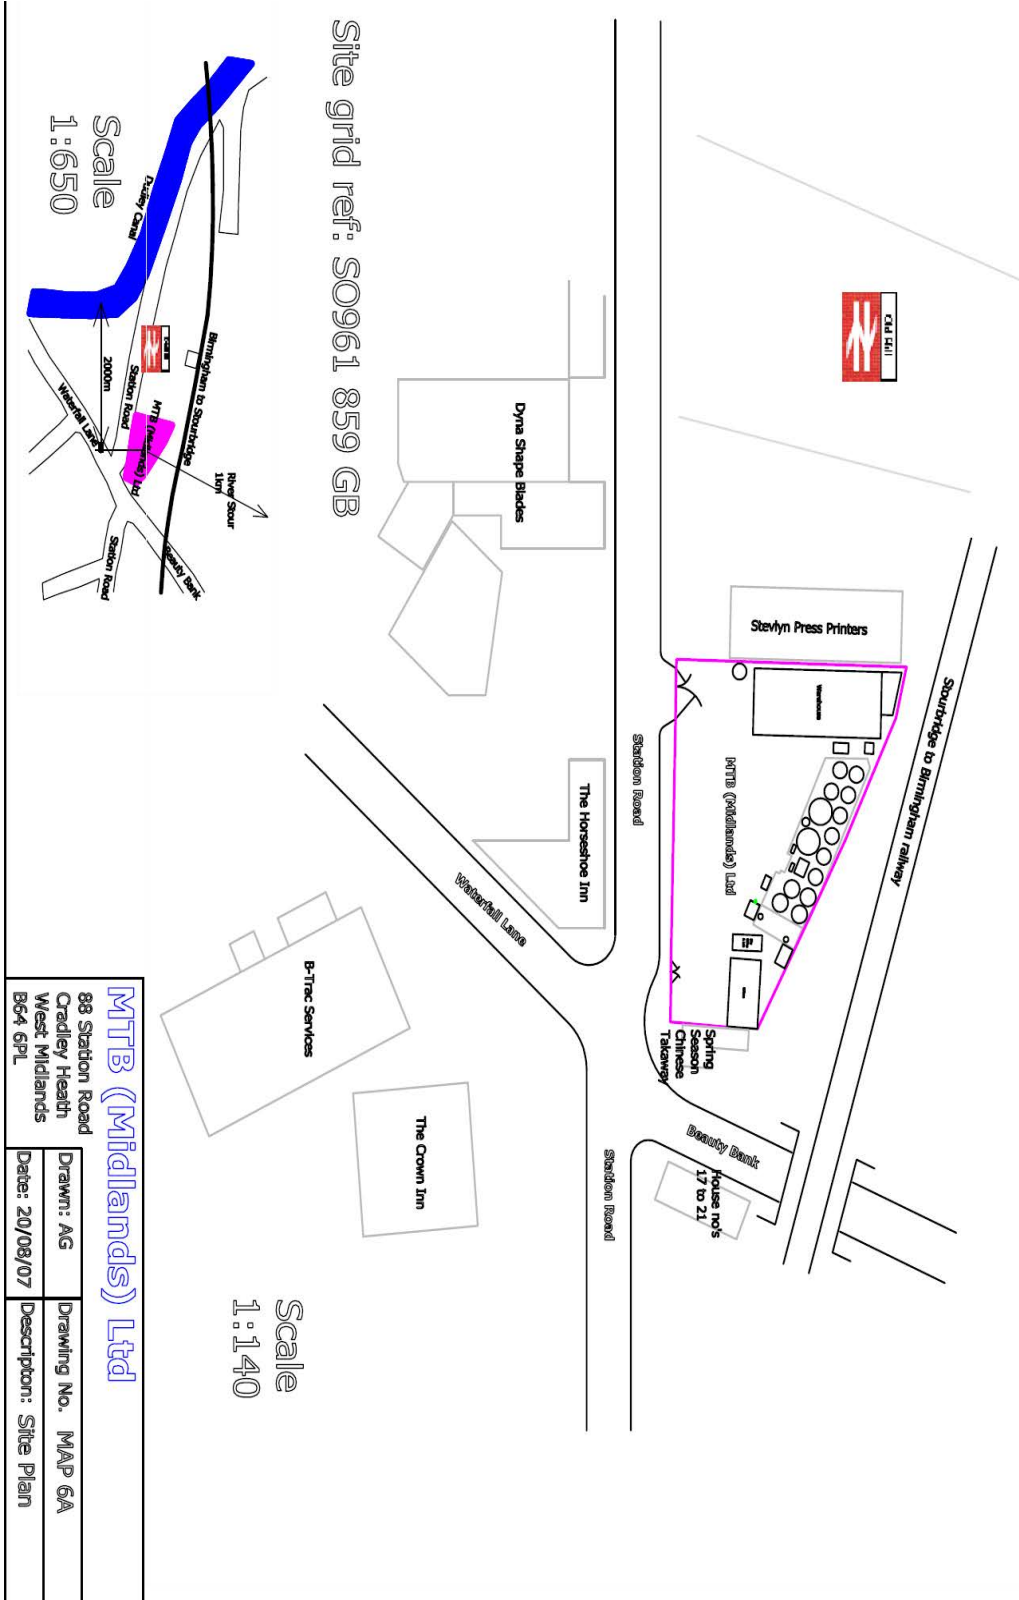 Site grid ref: SO961 859 GB
Scale
1:650
Dudley Canal
2000m
Waterfall Lane
Station Road
MTB (Midlands) Ltd
Birmingham to Stourbridge
River Stour
1km
Beauty Bank
Station Road
Dyna Shape Blades
Stevlyn Press Printers
Warehouse
Stourbridge to Birmingham railway
MTB (Midlands) Ltd
Station Road
The Horseshoe Inn
Waterfall Lane
Spring
Season
Chinese
Takaway
Beauty Bank
House no's
17 to 21
Station Road
B-Trac Services
The Crown Inn
Scale
1:140
MTB (Midlands) Ltd
88 Station Road
Cradley Heath
West Midlands
B64 6PL
Drawn: AG
Drawing No. MAP 6A
Date: 20/08/07
Descripton: Site Plan